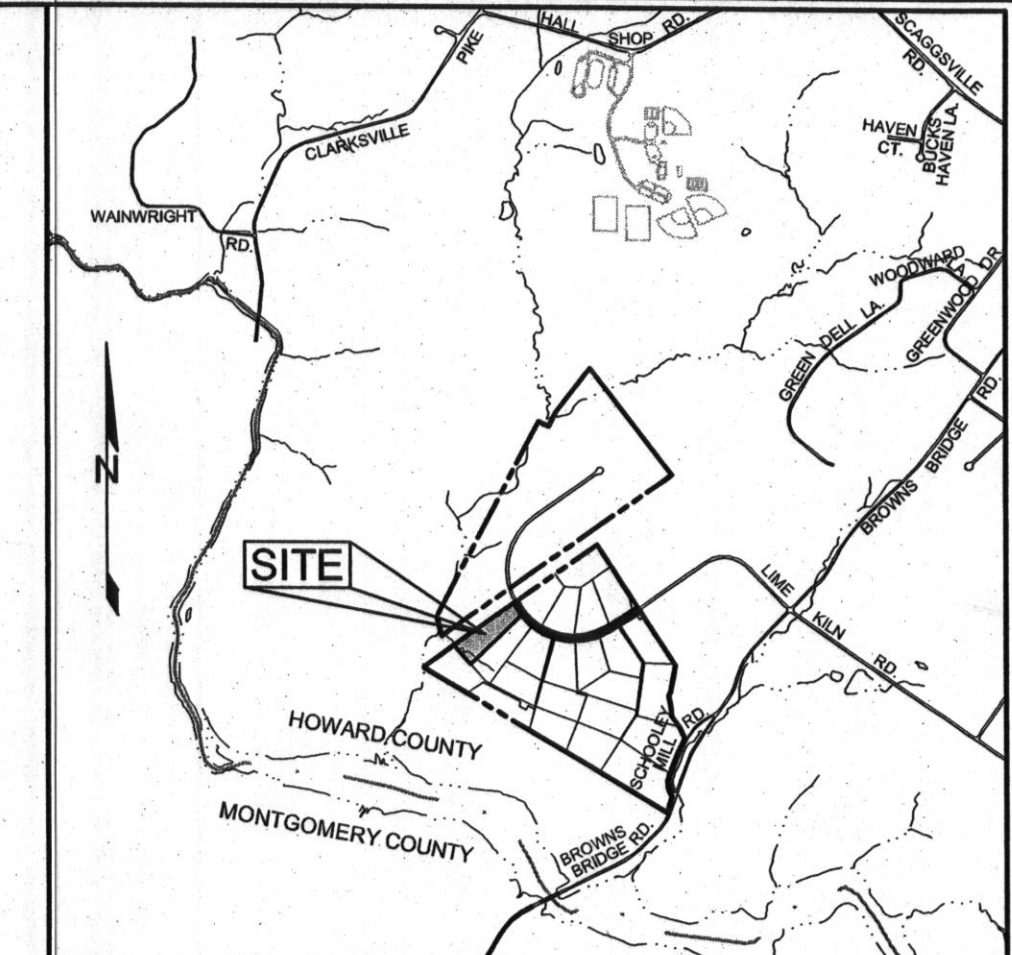 HALL
SHOP RD.
PIKE
CLARKSVILLE
SCAGGSVILLE
RD.
HAVEN
CT.
BUCKS
HAVEN LA.
WAINWRIGHT
RD.
WOODWARD
LA.
GREENWOOD DR
GREEN DELL LA.
BROWNS BRIDGE RD.
N
SITE
LIME KILN RD.
SCHOOLEY
MILL RD.
HOWARD COUNTY
MONTGOMERY COUNTY
BROWNS
BRIDGE RD.